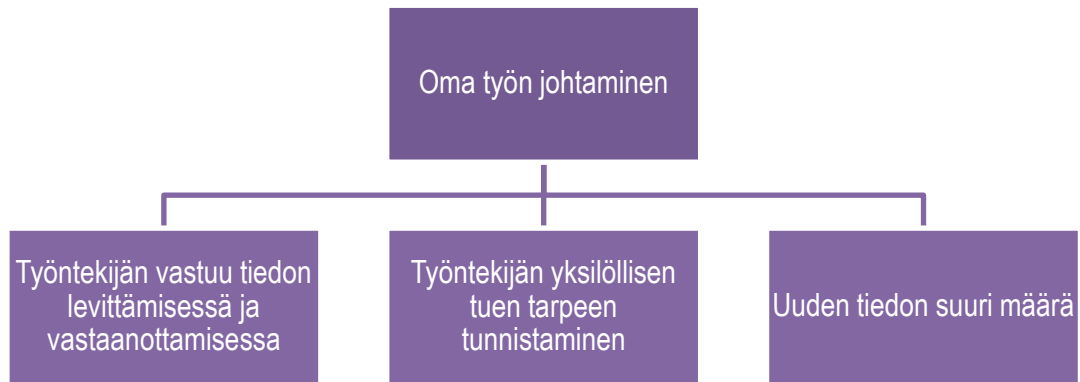 Oma työn johtaminen
Työntekijän vastuu tiedon
levittämisessä ja
vastaanottamisessa
Työntekijän yksilöllisen
tuen tarpeen
tunnistaminen
Uuden tiedon suuri määrä